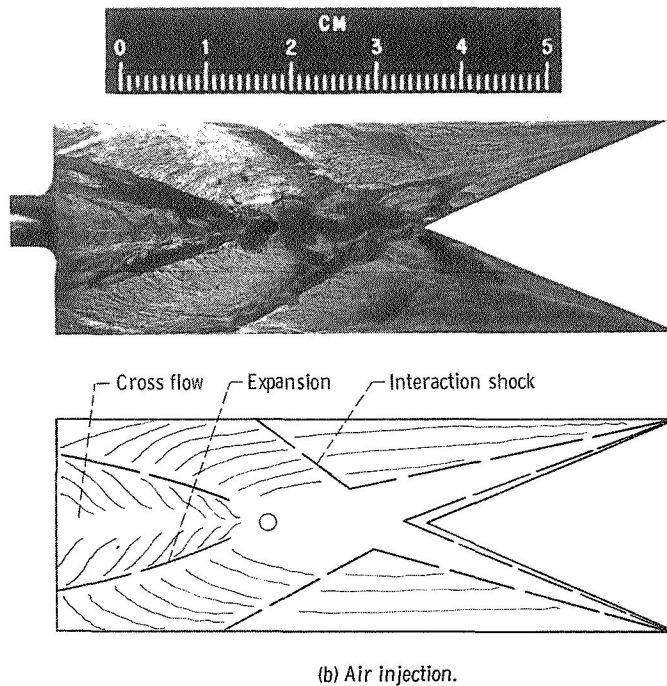 CM
0 1 2 3 4 5
Cross flow Expansion Interaction shock
(b) Air injection.